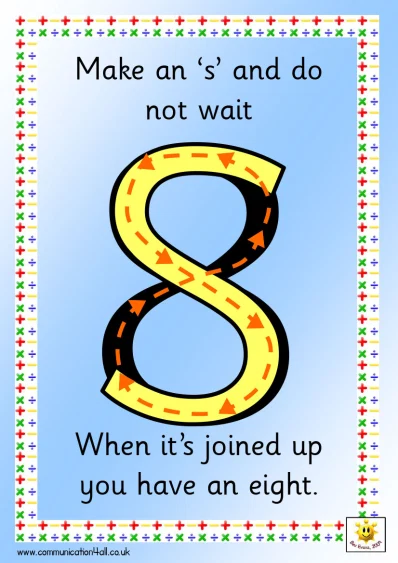 Make an ‘s’ and do
not wait
8
When it’s joined up
you have an eight.
www.communication4all.co.uk